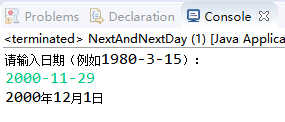 Problems Declaration Console
<terminated> NextAndNextDay (1) [Java Applica
请输入日期（例如1980-3-15）：
2000-11-29
2000年12月1日